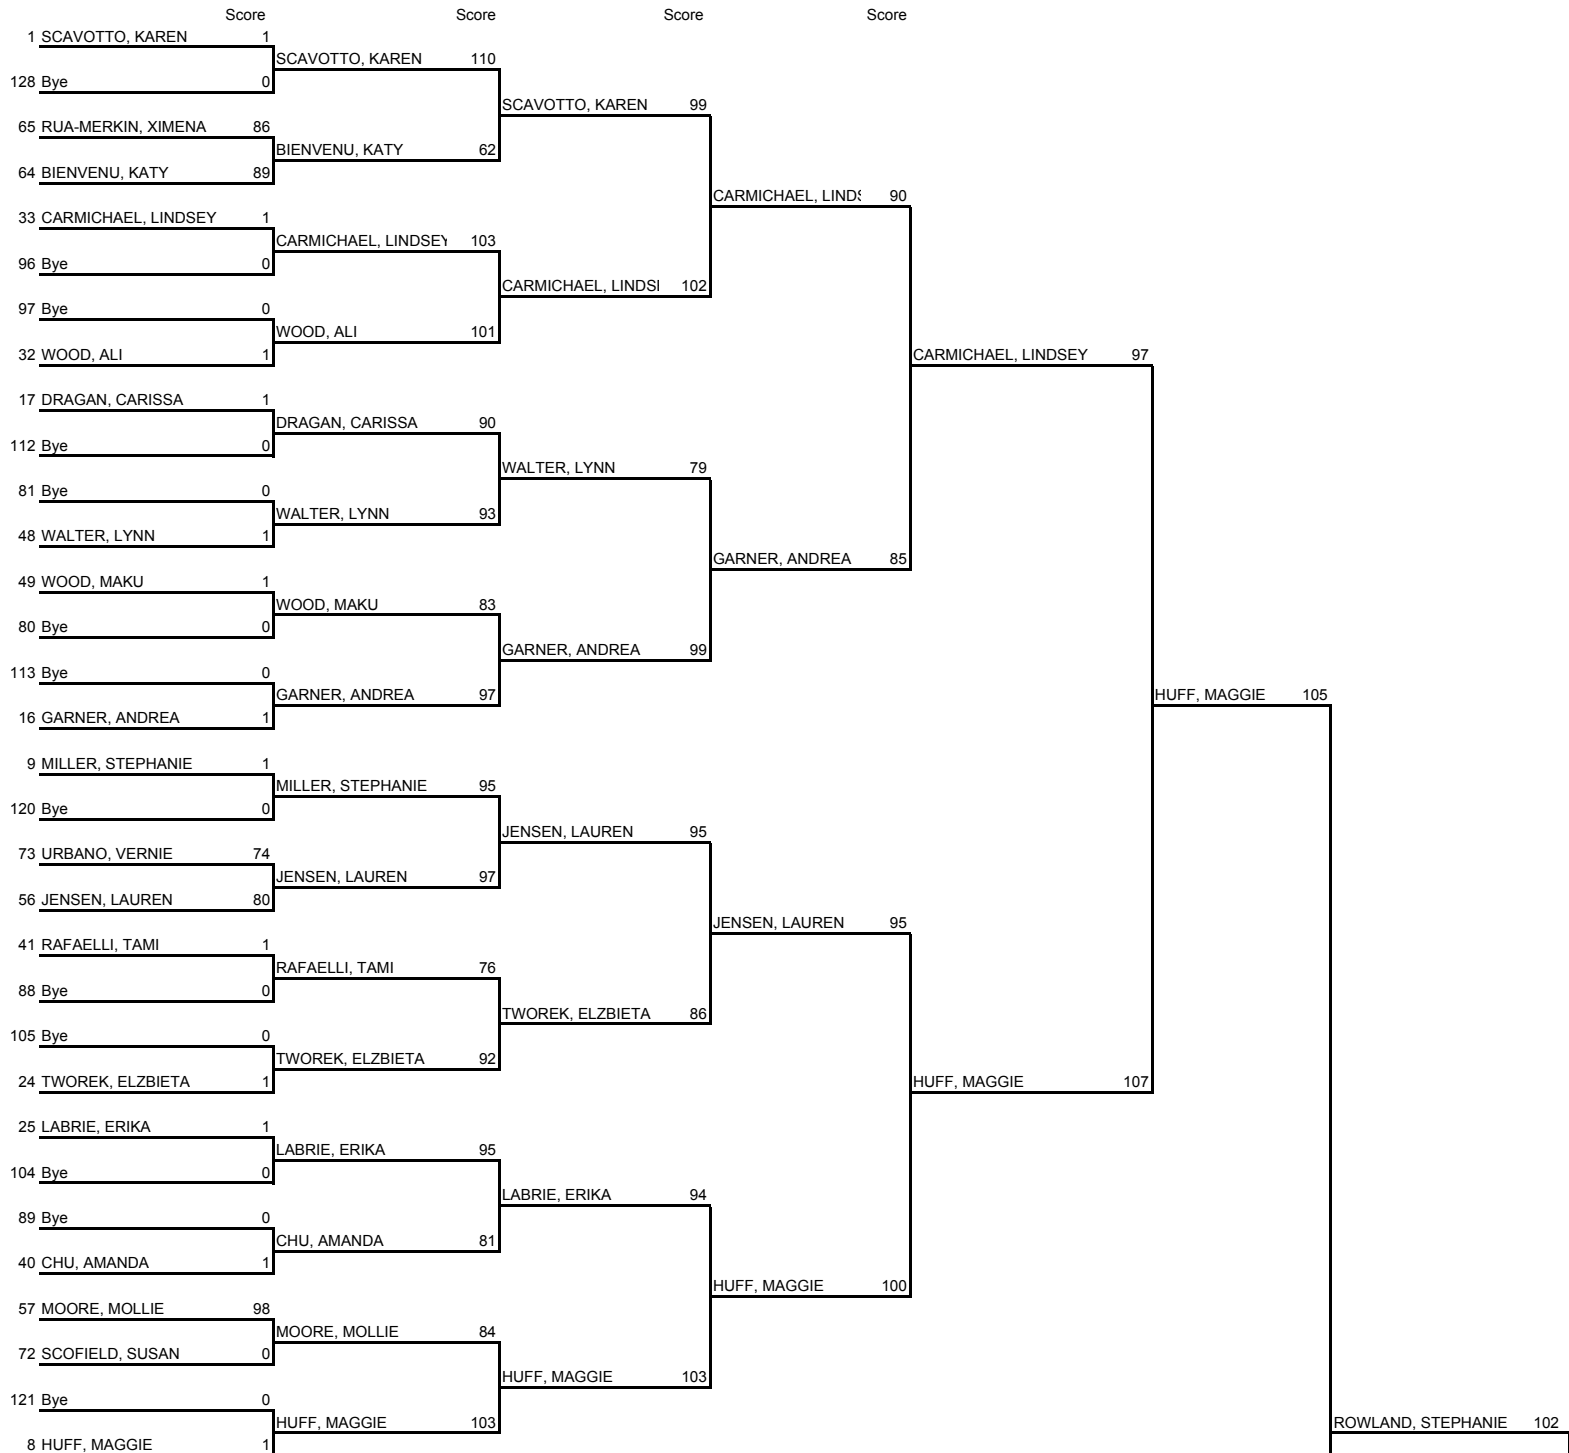 Score Score Score Score
1 SCAVOTTO, KAREN 1
SCAVOTTO, KAREN 110
128 Bye 0
SCAVOTTO, KAREN 99
65 RUA-MERKIN, XIMENA 86
BIENVENU, KATY 62
64 BIENVENU, KATY 89
CARMICHAEL, LINDS 90
33 CARMICHAEL, LINDSEY 1
CARMICHAEL, LINDSEY 103
96 Bye 0
CARMICHAEL, LINDSI 102
97 Bye 0
WOOD, ALI 101
32 WOOD, ALI 1
CARMICHAEL, LINDSEY 97
17 DRAGAN, CARISSA 1
DRAGAN, CARISSA 90
112 Bye 0
WALTER, LYNN 79
81 Bye 0
WALTER, LYNN 93
48 WALTER, LYNN 1
GARNER, ANDREA 85
49 WOOD, MAKU 1
WOOD, MAKU 83
80 Bye 0
GARNER, ANDREA 99
113 Bye 0
GARNER, ANDREA 97
HUFF, MAGGIE 105
16 GARNER, ANDREA 1
9 MILLER, STEPHANIE 1
MILLER, STEPHANIE 95
120 Bye 0
JENSEN, LAUREN 95
73 URBANO, VERNIE 74
JENSEN, LAUREN 97
56 JENSEN, LAUREN 80
JENSEN, LAUREN 95
41 RAFAELLI, TAMI 1
RAFAELLI, TAMI 76
88 Bye 0
TWOREK, ELZBIETA 86
105 Bye 0
TWOREK, ELZBIETA 92
24 TWOREK, ELZBIETA 1
HUFF, MAGGIE 107
25 LABRIE, ERIKA 1
LABRIE, ERIKA 95
104 Bye 0
LABRIE, ERIKA 94
89 Bye 0
CHU, AMANDA 81
40 CHU, AMANDA 1
HUFF, MAGGIE 100
57 MOORE, MOLLIE 98
MOORE, MOLLIE 84
72 SCOFIELD, SUSAN 0
HUFF, MAGGIE 103
121 Bye 0
HUFF, MAGGIE 103
ROWLAND, STEPHANIE 102
8 HUFF, MAGGIE 1